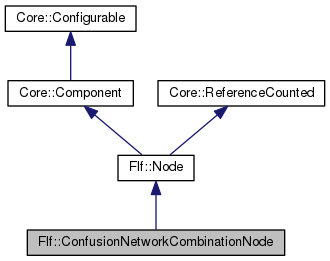 Core::Configurable
Core::Component
Core::ReferenceCounted
Flf::Node
Flf::ConfusionNetworkCombinationNode